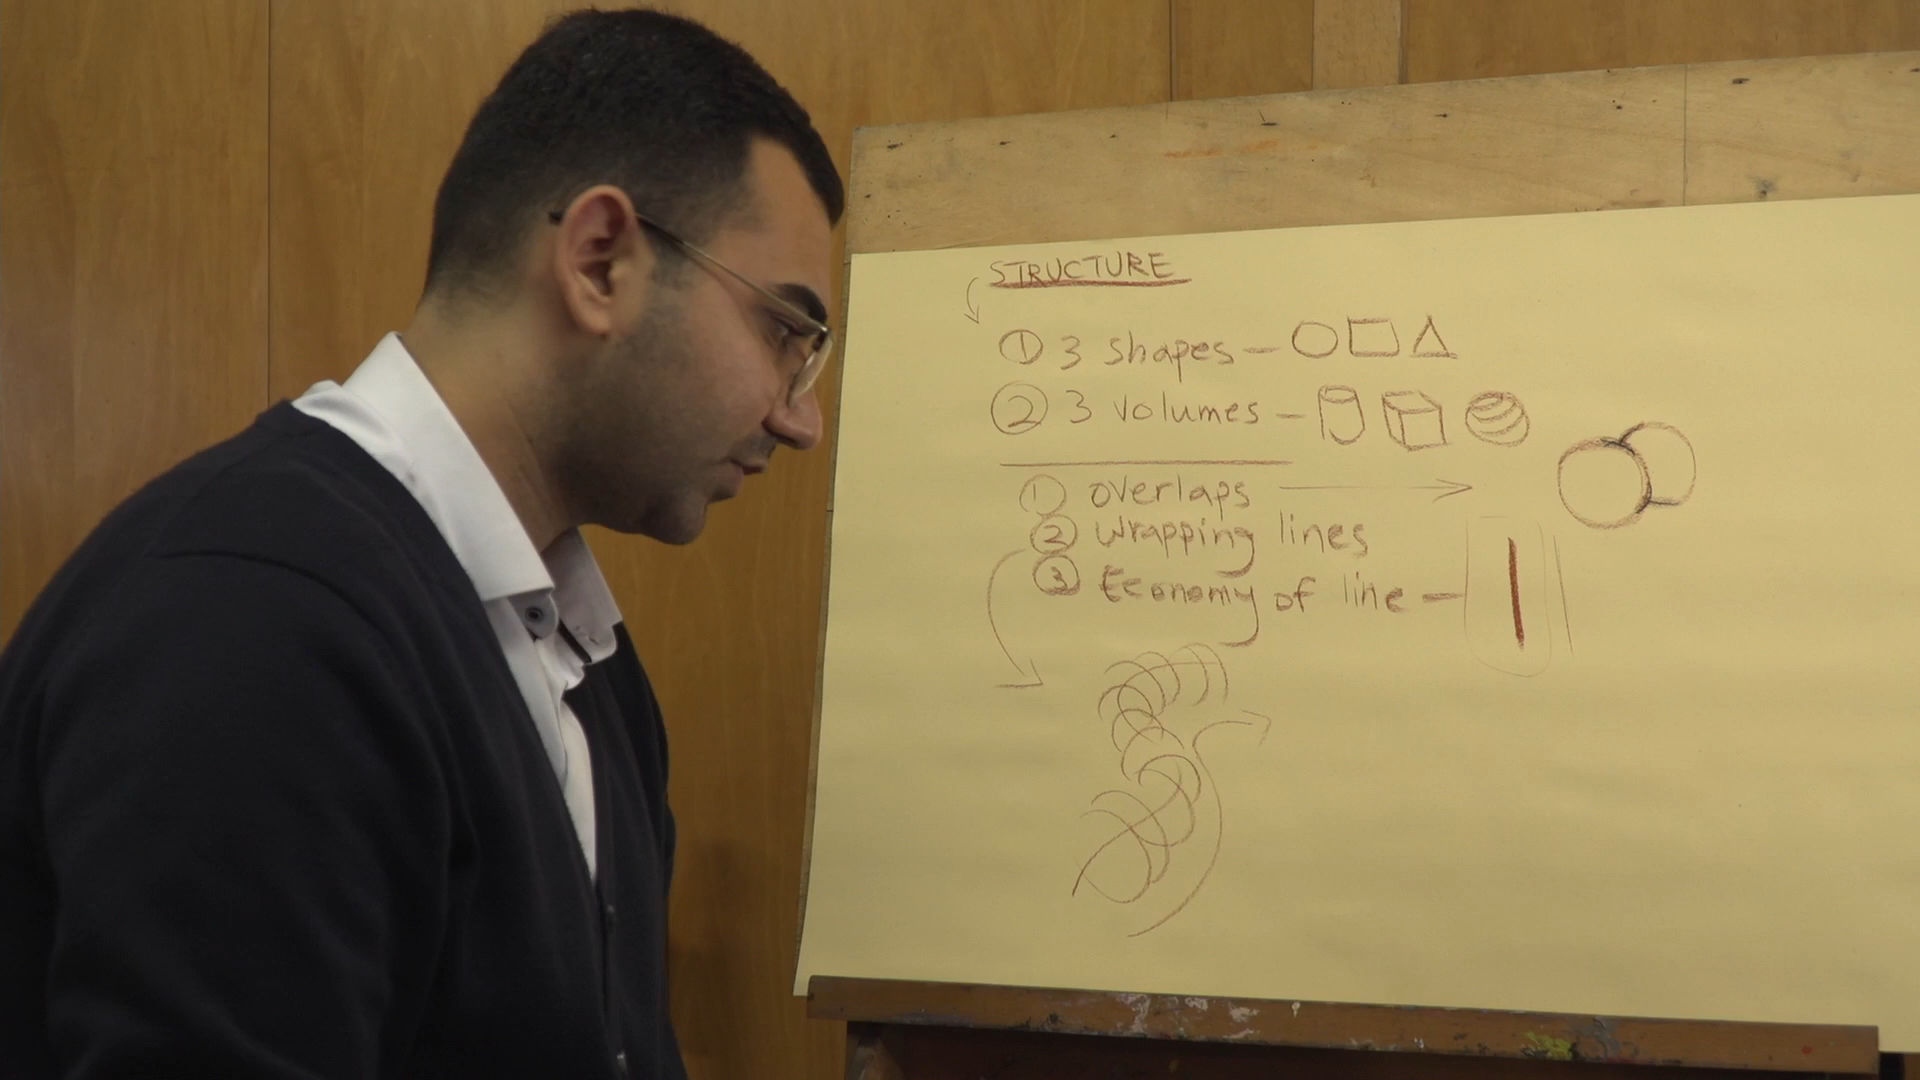 STRUCTURE
① 3 shapes –
② 3 volumes –
① overlaps
② wrapping lines
③ Economy of line –